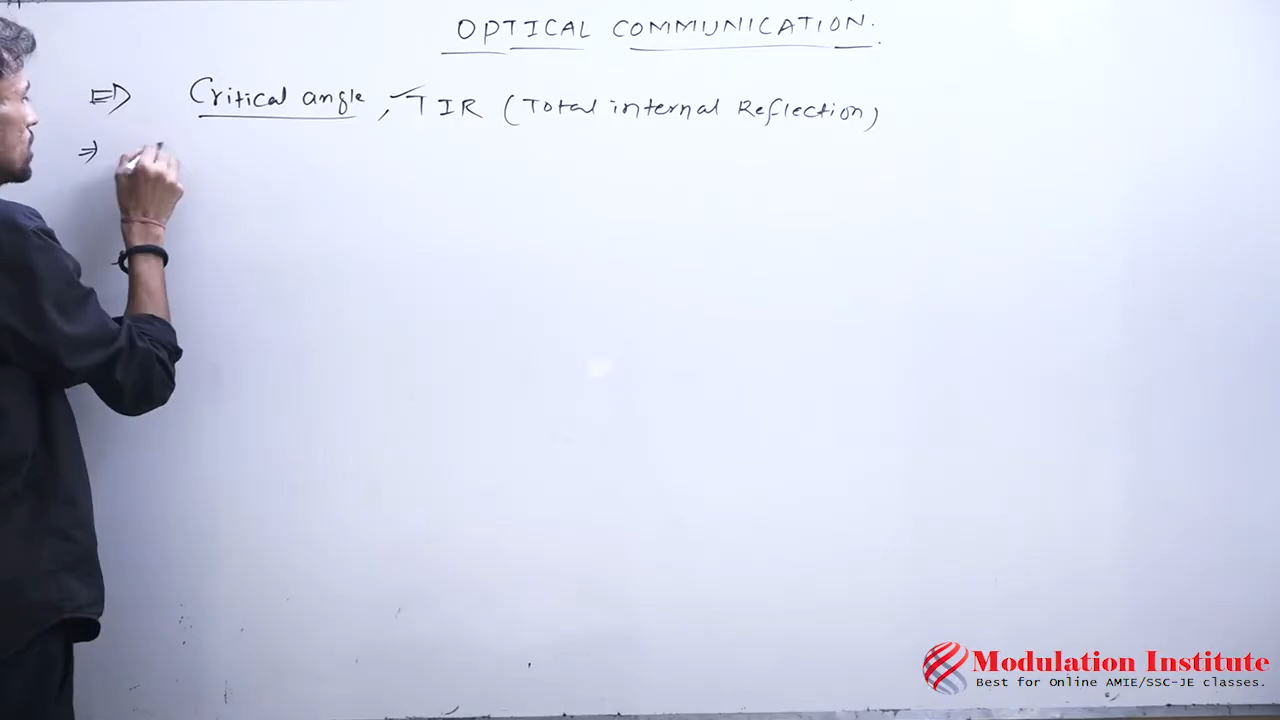 OPTICAL COMMUNICATION.
⇒ Critical angle, TIR (Total internal Reflection)
⇒
Modulation Institute
Best for Online AMIE/SSC-JE classes.